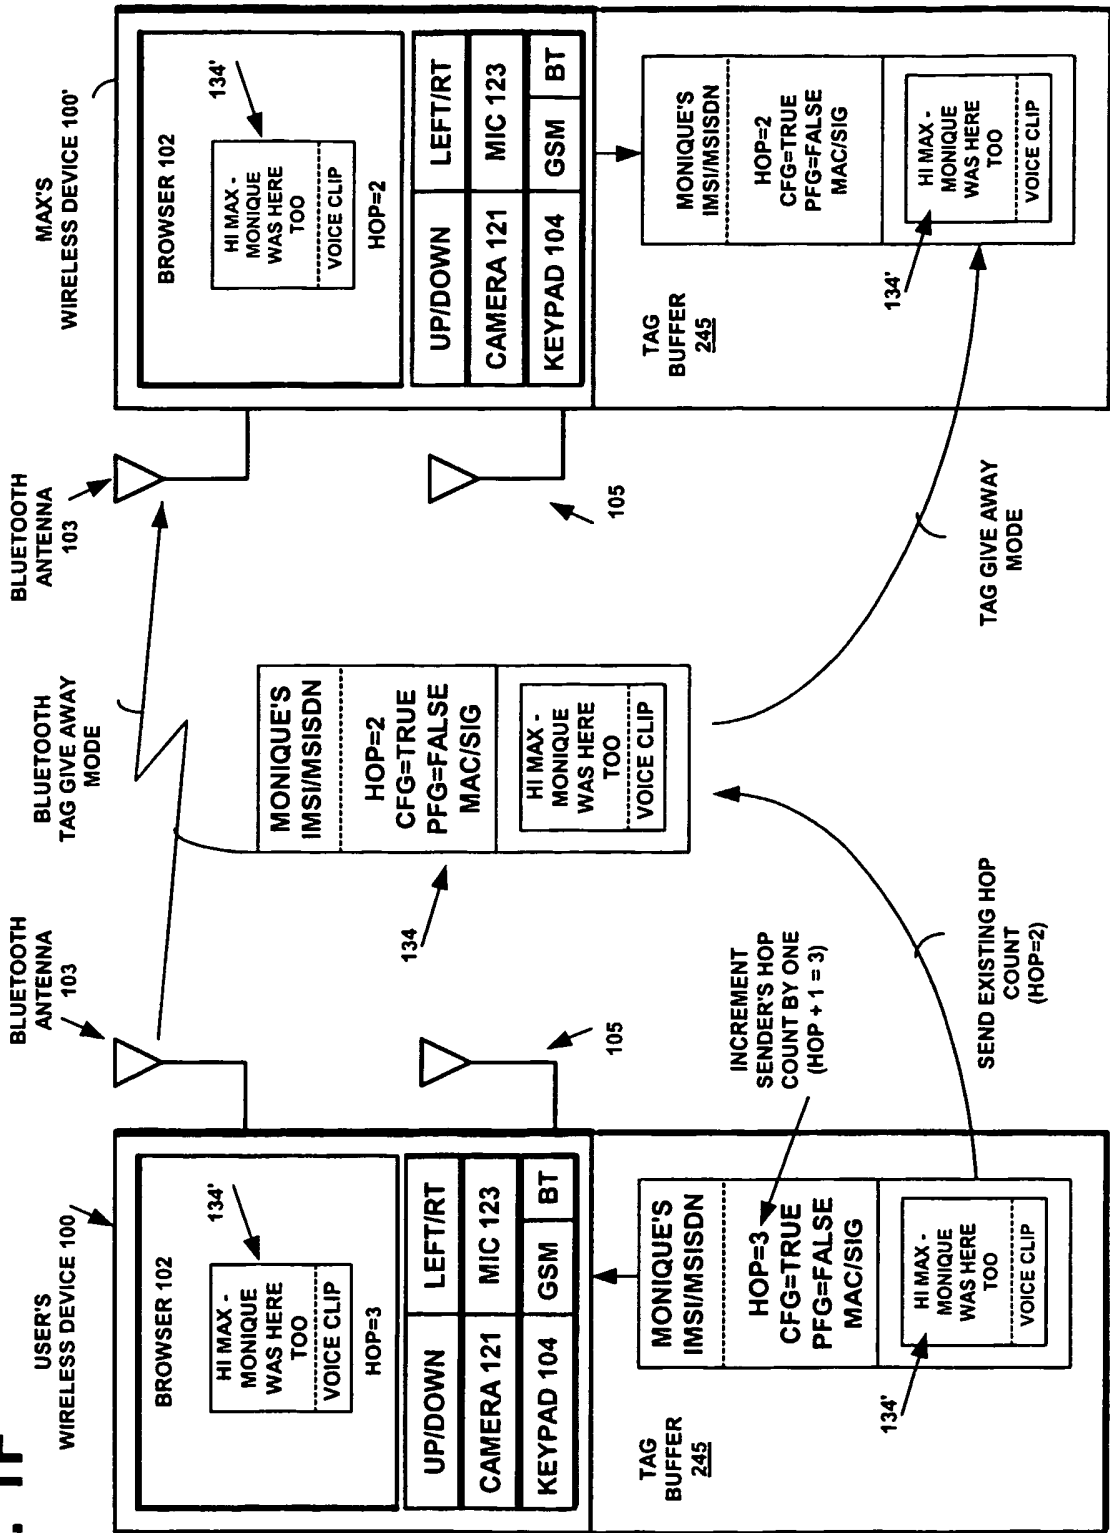 USER'S
WIRELESS DEVICE 100
BROWSER 102
134'
HI MAX -
MONIQUE
WAS HERE
TOO
VOICE CLIP
HOP=3
UP/DOWN
LEFT/RT
CAMERA 121
MIC 123
KEYPAD 104
GSM
BT
TAG
BUFFER
245
MONIQUE'S
IMSI/MSISDN
HOP=3
CFG=TRUE
PFG=FALSE
MAC/SIG
134'
HI MAX -
MONIQUE
WAS HERE
TOO
VOICE CLIP
BLUETOOTH
ANTENNA
103
105
INCREMENT
SENDER'S HOP
COUNT BY ONE
(HOP + 1 = 3)
SEND EXISTING HOP
COUNT
(HOP=2)
BLUETOOTH
TAG GIVE AWAY
MODE
134
MONIQUE'S
IMSI/MSISDN
HOP=2
CFG=TRUE
PFG=FALSE
MAC/SIG
HI MAX -
MONIQUE
WAS HERE
TOO
VOICE CLIP
BLUETOOTH
ANTENNA
103
105
TAG GIVE AWAY
MODE
MAX'S
WIRELESS DEVICE 100'
BROWSER 102
134'
HI MAX -
MONIQUE
WAS HERE
TOO
VOICE CLIP
HOP=2
UP/DOWN
LEFT/RT
CAMERA 121
MIC 123
KEYPAD 104
GSM
BT
TAG
BUFFER
245
MONIQUE'S
IMSI/MSISDN
HOP=2
CFG=TRUE
PFG=FALSE
MAC/SIG
134'
HI MAX -
MONIQUE
WAS HERE
TOO
VOICE CLIP